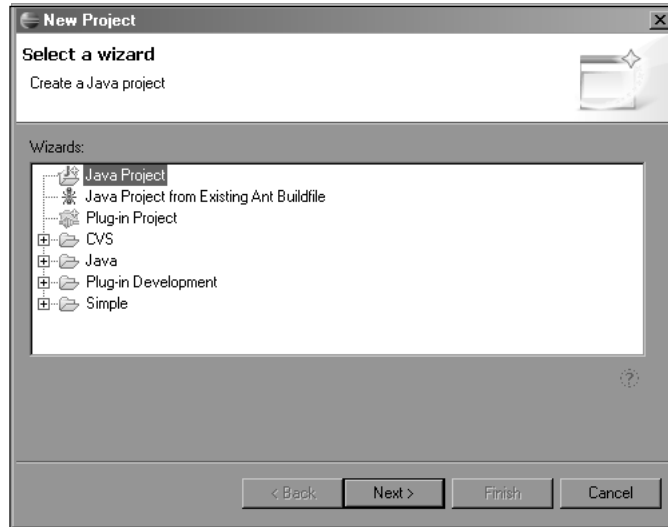 New Project
Select a wizard
Create a Java project
Wizards:
Java Project
Java Project from Existing Ant Buildfile
Plug-in Project
CVS
Java
Plug-in Development
Simple
?
< Back
Next >
Finish
Cancel